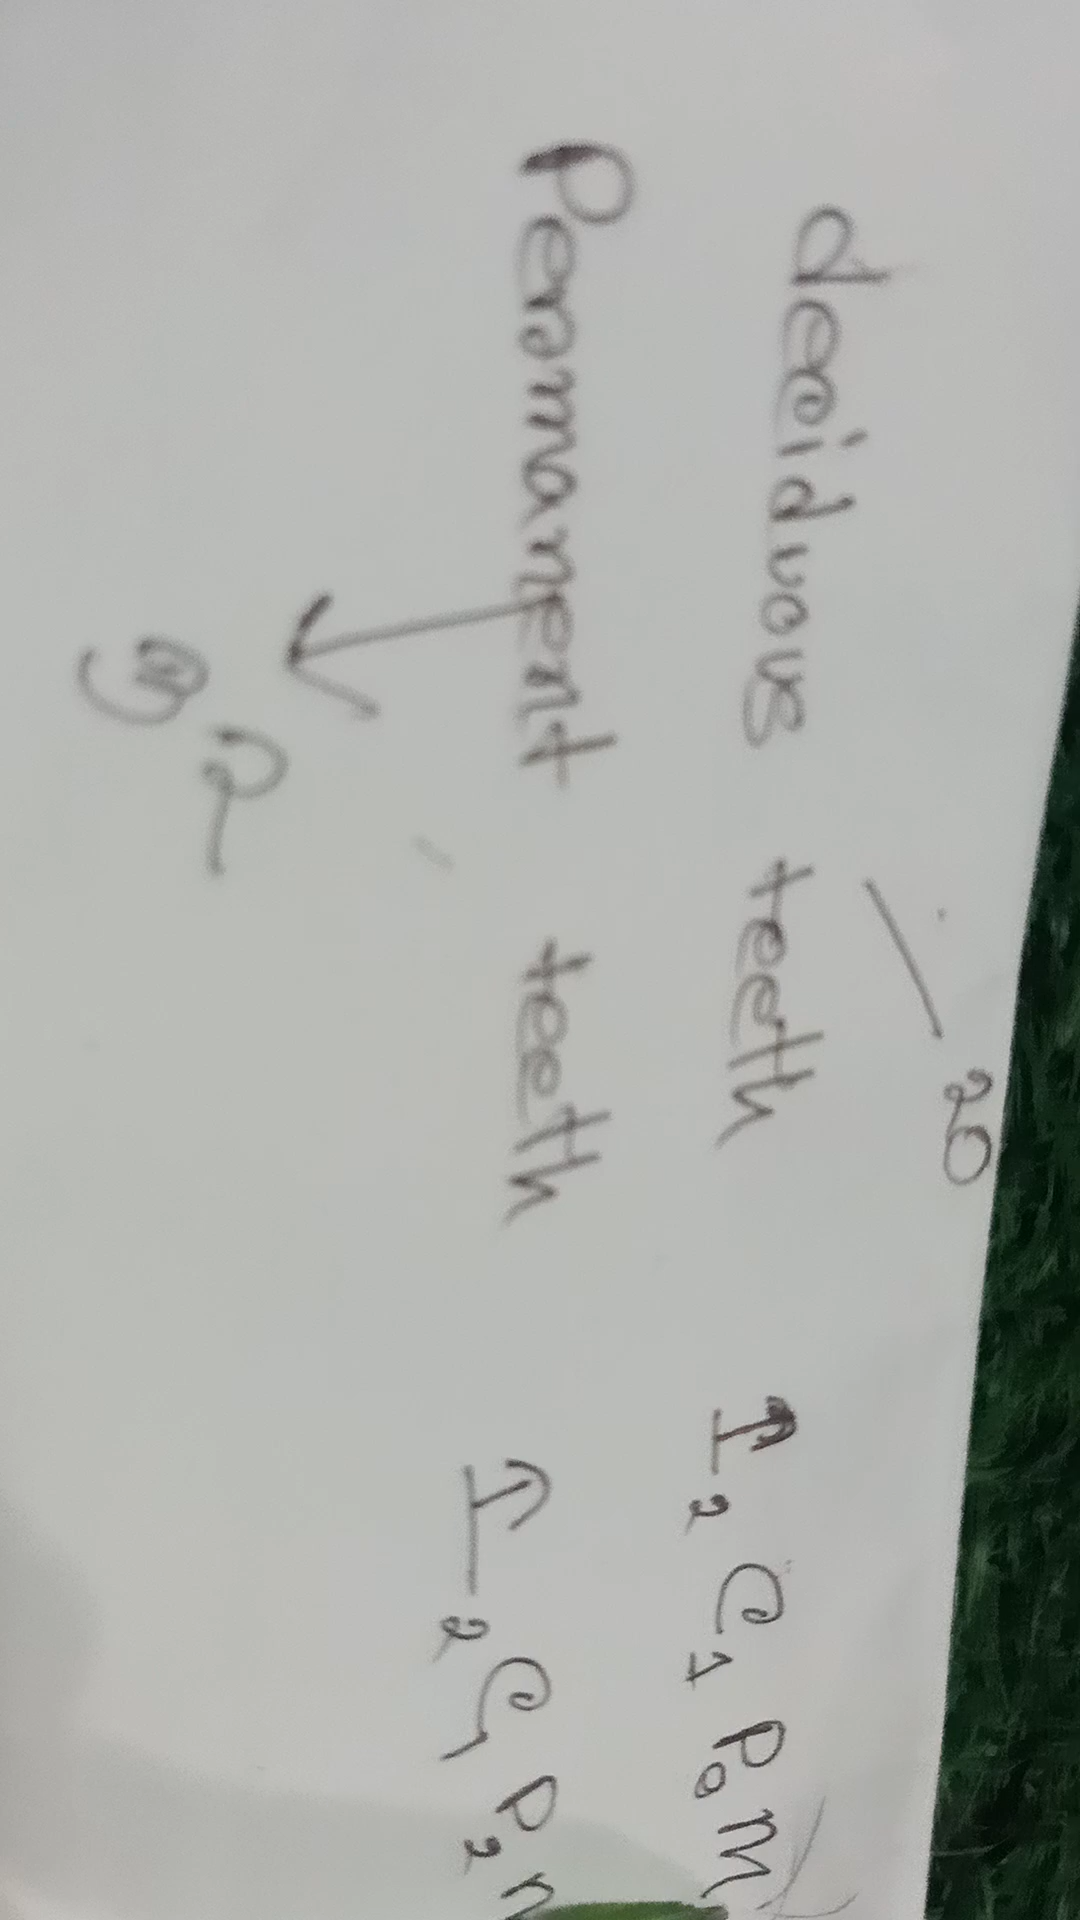 20
deciduous teeth I₂ C₁ P₀ M
Permanent teeth I₂ C₁ P₂